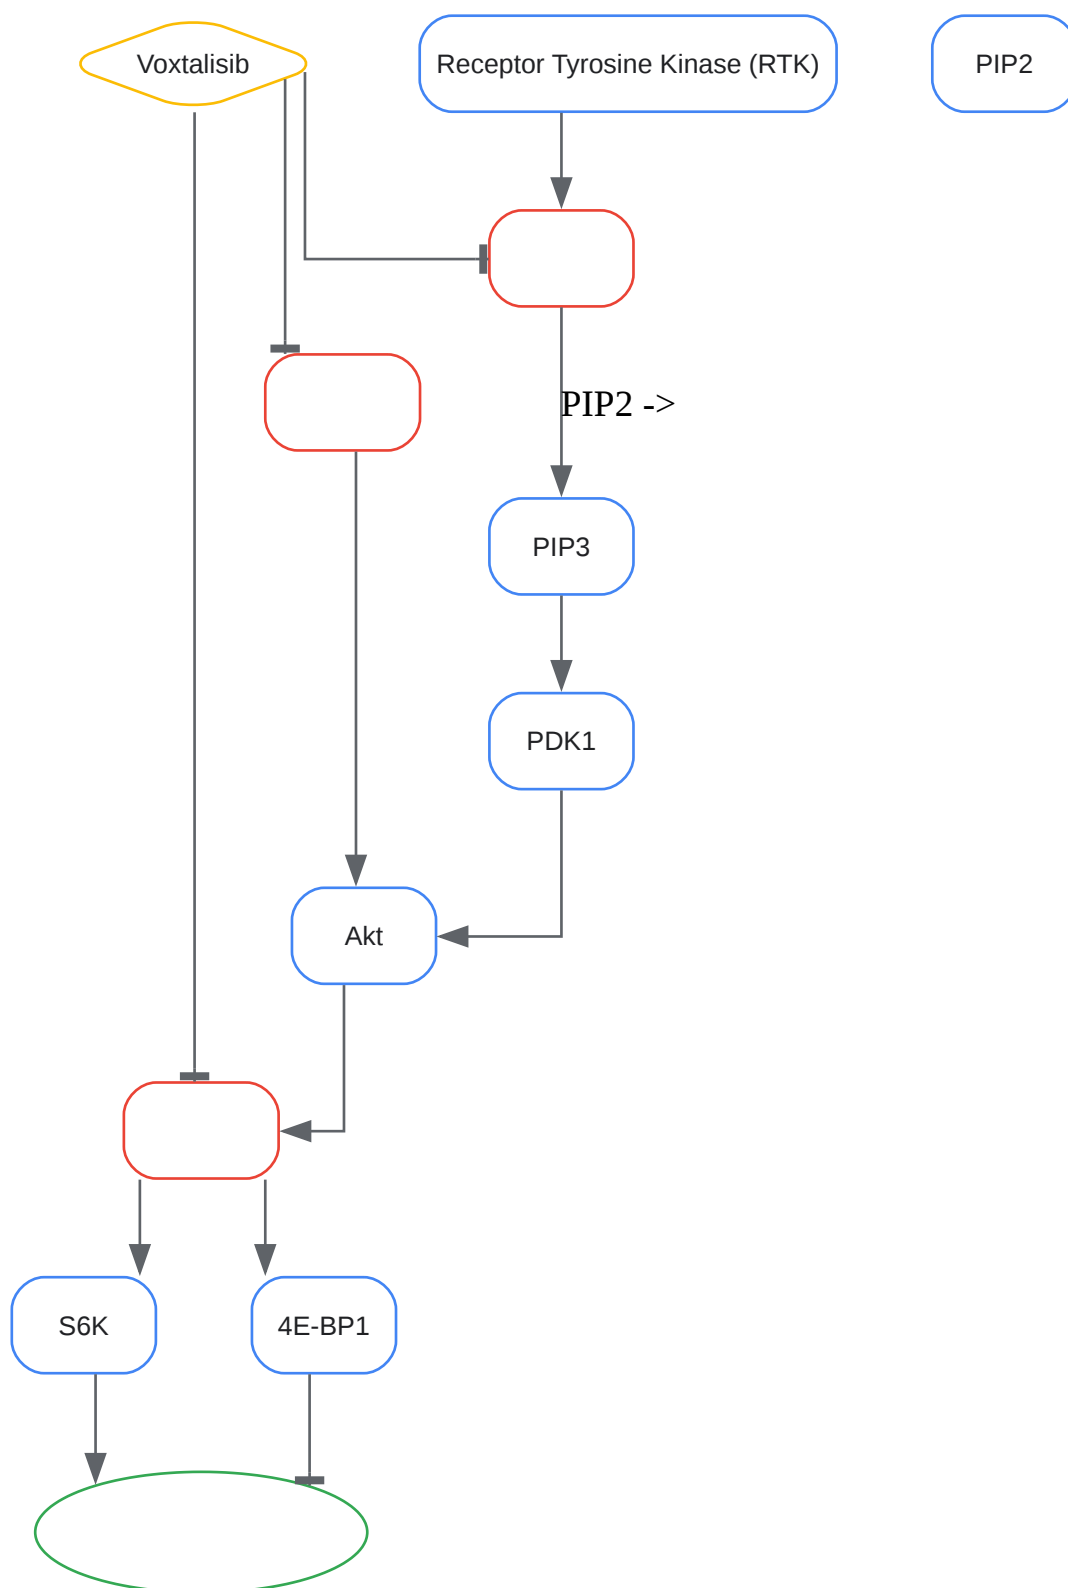 Voxtalisib
Receptor Tyrosine Kinase (RTK)
PIP2
PIP2 ->
PIP3
PDK1
Akt
S6K
4E-BP1